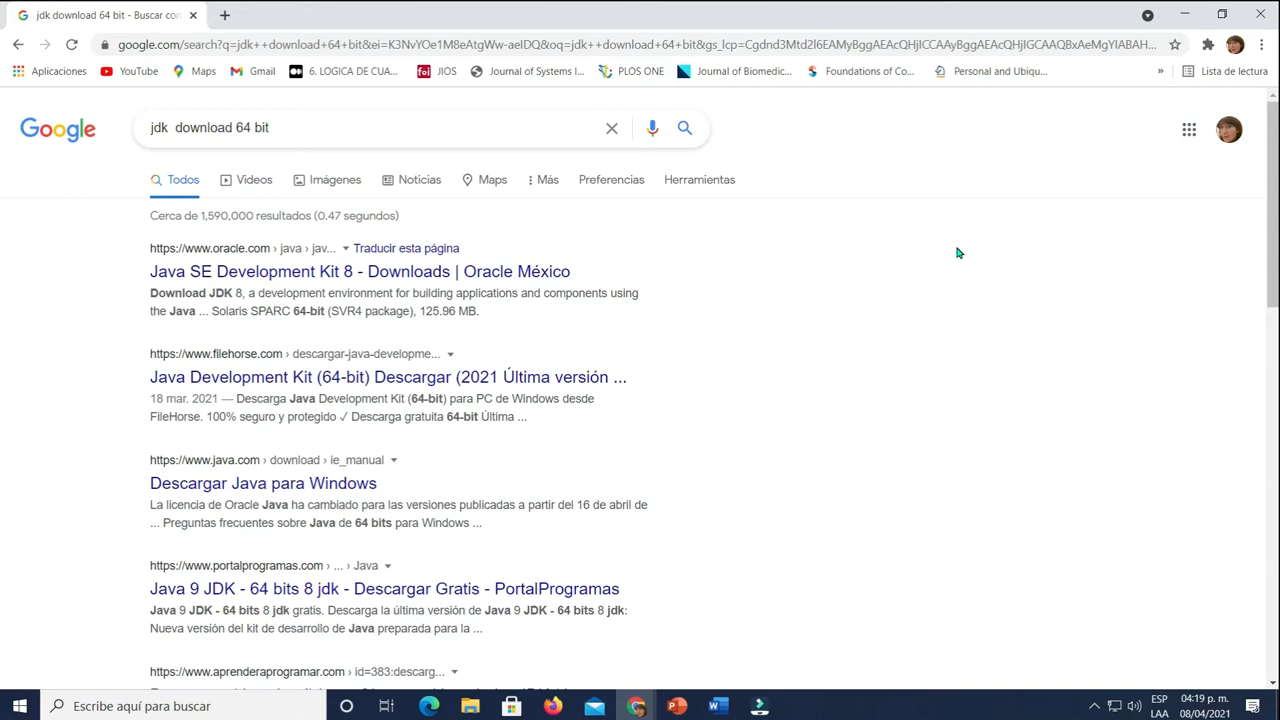 jdk download 64 bit - Buscar con
google.com/search?q=jdk++download+64+bit&ei=K3NvYOe1M8eAtgWw-aeIDQ&oq=jdk++download+64+bit&gs_lcp=Cgdnd3Mtd2l6EAMyBggAEAcQHjICCAAyBggAEAcQHjIGCAAQBxAeMgYIABAH...
Aplicaciones
YouTube
Maps
Gmail
6. LOGICA DE CUA...
JIOS
Journal of Systems I...
PLOS ONE
Journal of Biomedic...
Foundations of Co...
Personal and Ubiqu...
»
Lista de lectura
Google
jdk download 64 bit
Todos
Videos
Imágenes
Noticias
Maps
Más
Preferencias
Herramientas
Cerca de 1,590,000 resultados (0.47 segundos)
https://www.oracle.com › java › jav... Traducir esta página
Java SE Development Kit 8 - Downloads | Oracle México
Download JDK 8, a development environment for building applications and components using
the Java ... Solaris SPARC 64-bit (SVR4 package), 125.96 MB.
https://www.filehorse.com › descargar-java-developme...
Java Development Kit (64-bit) Descargar (2021 Última versión ...
18 mar. 2021 — Descarga Java Development Kit (64-bit) para PC de Windows desde
FileHorse. 100% seguro y protegido ✓ Descarga gratuita 64-bit Última ...
https://www.java.com › download › ie_manual
Descargar Java para Windows
La licencia de Oracle Java ha cambiado para las versiones publicadas a partir del 16 de abril de
... Preguntas frecuentes sobre Java de 64 bits para Windows ...
https://www.portalprogramas.com › ... › Java
Java 9 JDK - 64 bits 8 jdk - Descargar Gratis - PortalProgramas
Java 9 JDK - 64 bits 8 jdk gratis. Descarga la última versión de Java 9 JDK - 64 bits 8 jdk:
Nueva versión del kit de desarrollo de Java preparada para la ...
https://www.aprenderaprogramar.com › id=383:descarg...
Escribe aquí para buscar
ESP
LAA
04:19 p. m.
08/04/2021